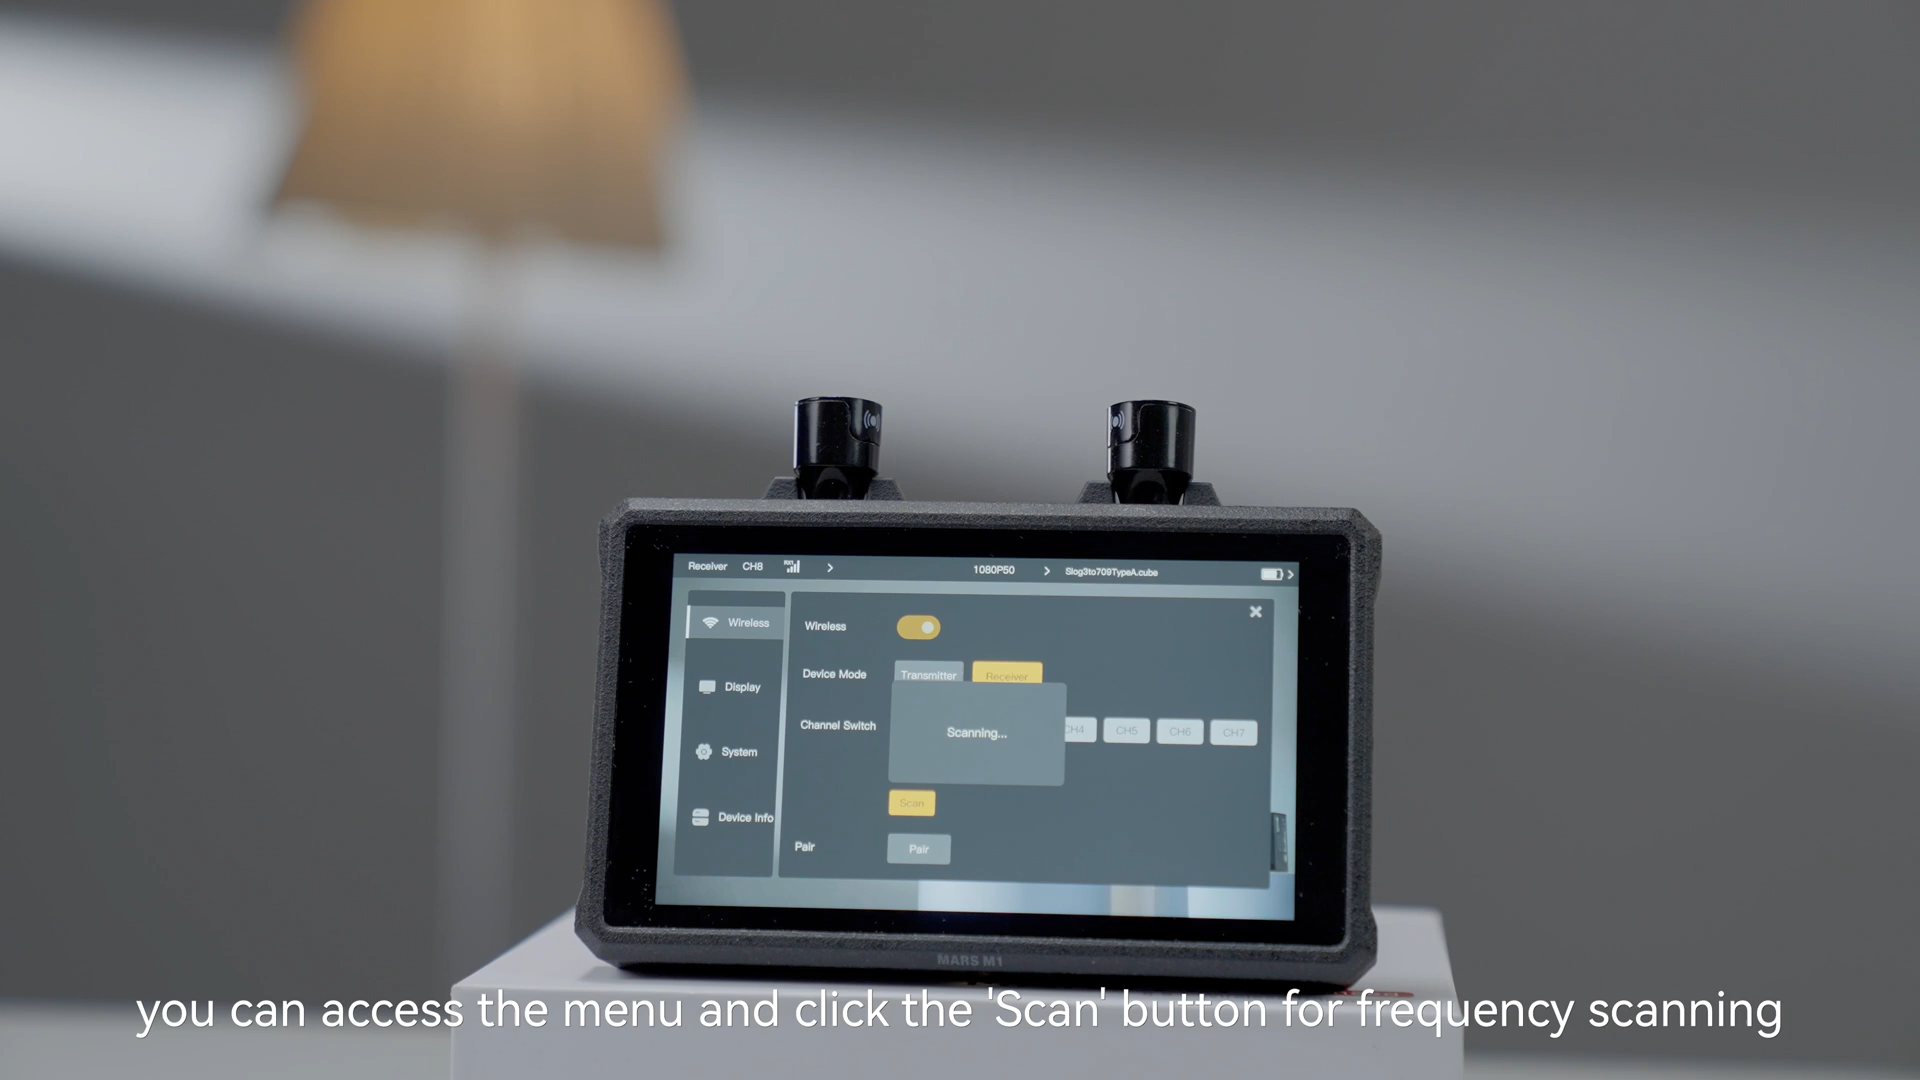 Receiver CH8 1080P50 Slog3to709TypeA.cube
Wireless
Display
System
Device Info
Wireless
Device Mode Transmitter Receiver
Channel Switch CH4 CH5 CH6 CH7
Scanning...
Scan
Pair Pair
MARS M1
you can access the menu and click the 'Scan' button for frequency scanning